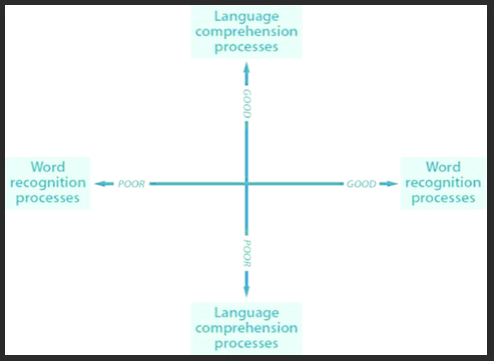 Language
comprehension
processes
GOOD
Word
recognition
processes
POOR
GOOD
Word
recognition
processes
POOR
Language
comprehension
processes